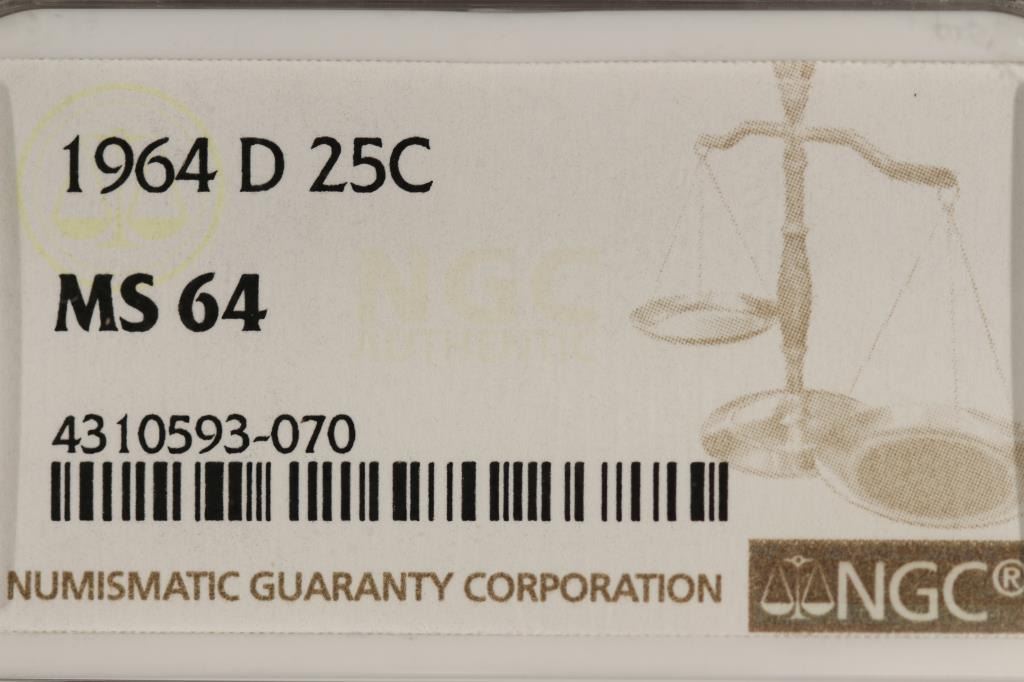 1964 D 25C
MS 64
NGC
AUTHENTIC
4310593-070
NUMISMATIC GUARANTY CORPORATION
NGC®